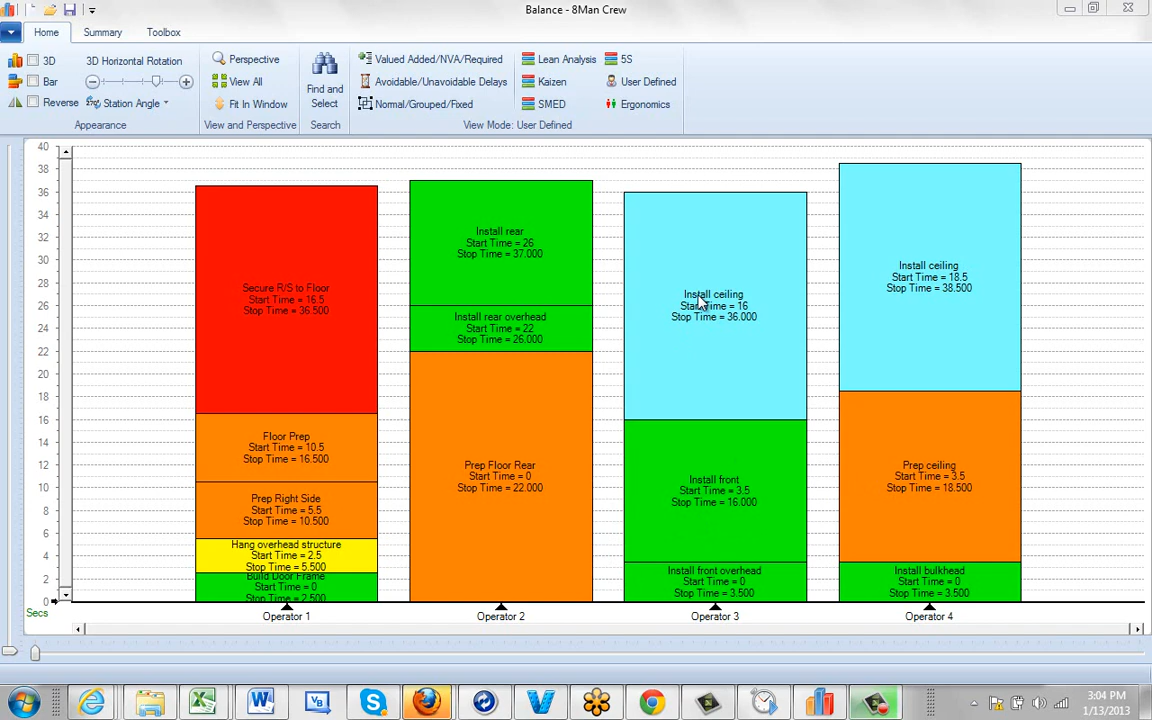 Balance - 8Man Crew
Home Summary Toolbox
3D
Bar
Reverse
3D Horizontal Rotation
Station Angle
Appearance
Perspective
View All
Fit In Window
View and Perspective
Find and
Select
Search
Valued Added/NVA/Required
Avoidable/Unavoidable Delays
Normal/Grouped/Fixed
Lean Analysis
Kaizen
SMED
5S
User Defined
Ergonomics
View Mode: User Defined
40
38
36
34
32
30
28
26
24
22
20
18
16
14
12
10
8
6
4
2
0
Secs
Secure R/S to Floor
Start Time = 16.5
Stop Time = 36.500
Floor Prep
Start Time = 10.5
Stop Time = 16.500
Prep Right Side
Start Time = 5.5
Stop Time = 10.500
Hang overhead structure
Start Time = 2.5
Stop Time = 5.500
Build Door Frame
Start Time = 0
Stop Time = 2.500
Operator 1
Install rear
Start Time = 26
Stop Time = 37.000
Install rear overhead
Start Time = 22
Stop Time = 26.000
Prep Floor Rear
Start Time = 0
Stop Time = 22.000
Operator 2
Install ceiling
Start Time = 16
Stop Time = 36.000
Install front
Start Time = 3.5
Stop Time = 16.000
Install front overhead
Start Time = 0
Stop Time = 3.500
Operator 3
Install ceiling
Start Time = 18.5
Stop Time = 38.500
Prep ceiling
Start Time = 3.5
Stop Time = 18.500
Install bulkhead
Start Time = 0
Stop Time = 3.500
Operator 4
3:04 PM
1/13/2013